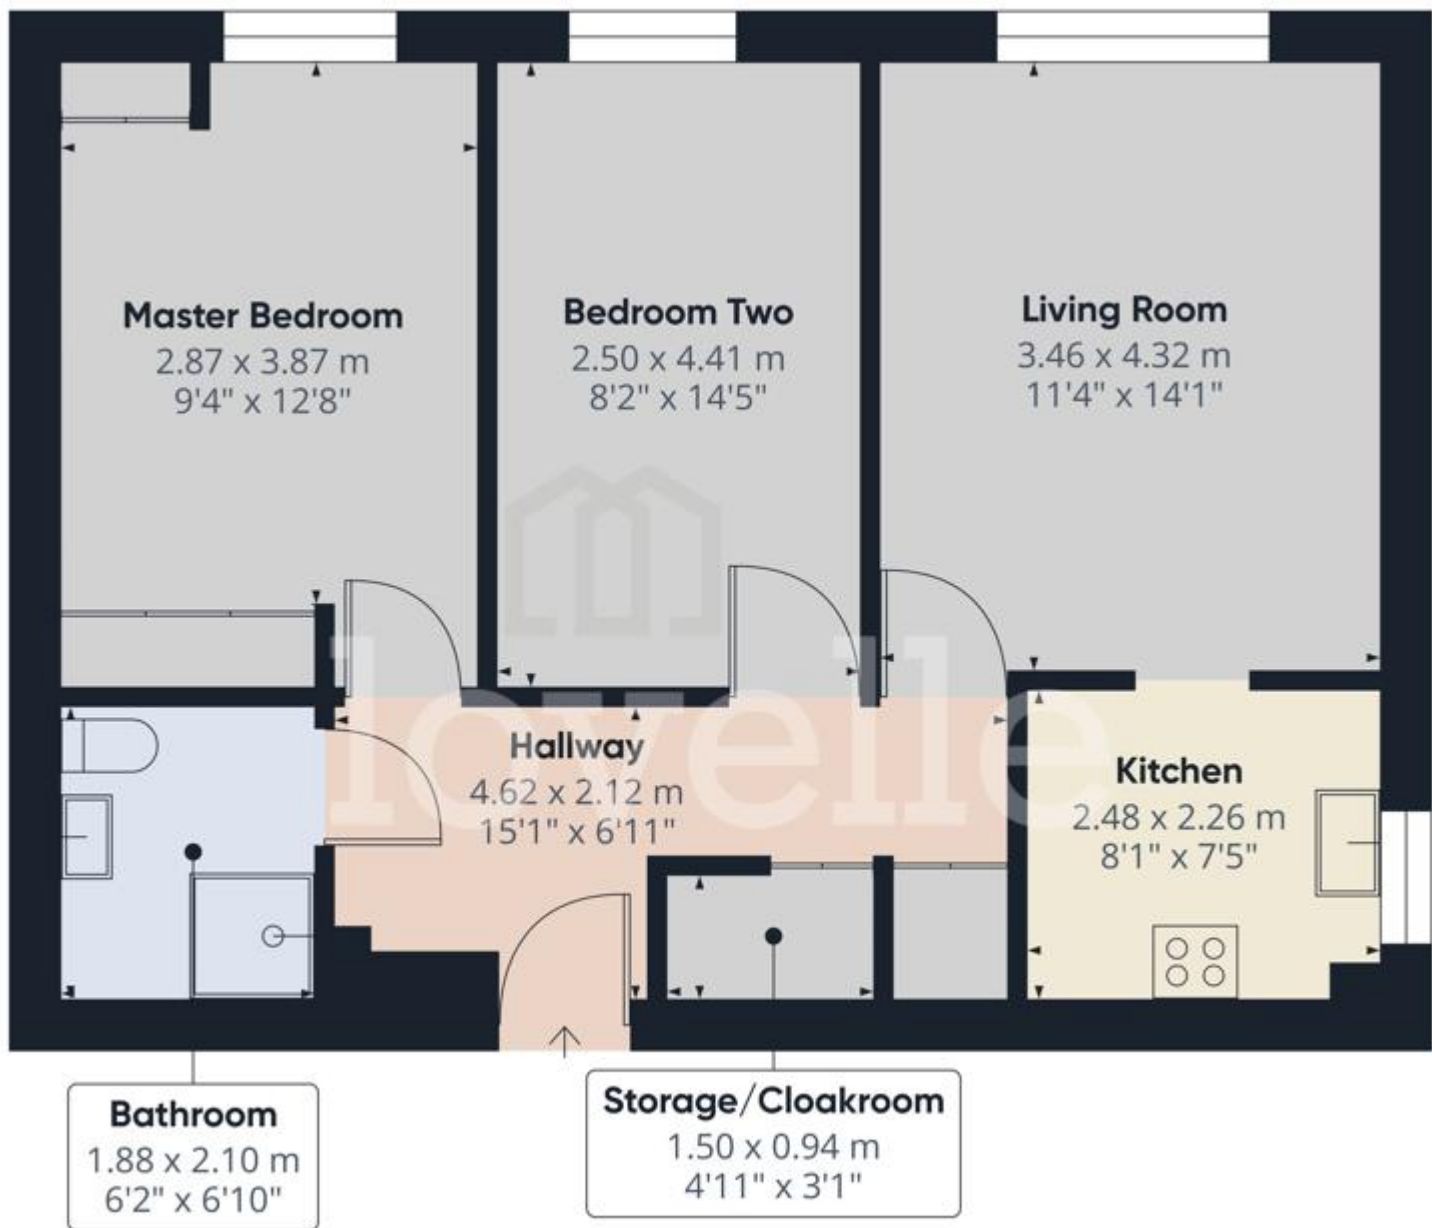 Master Bedroom
2.87 x 3.87 m
9'4" x 12'8"
Bedroom Two
2.50 x 4.41 m
8'2" x 14'5"
Living Room
3.46 x 4.32 m
11'4" x 14'1"
lovelle
Hallway
4.62 x 2.12 m
15'1" x 6'11"
Kitchen
2.48 x 2.26 m
8'1" x 7'5"
Bathroom
1.88 x 2.10 m
6'2" x 6'10"
Storage/Cloakroom
1.50 x 0.94 m
4'11" x 3'1"